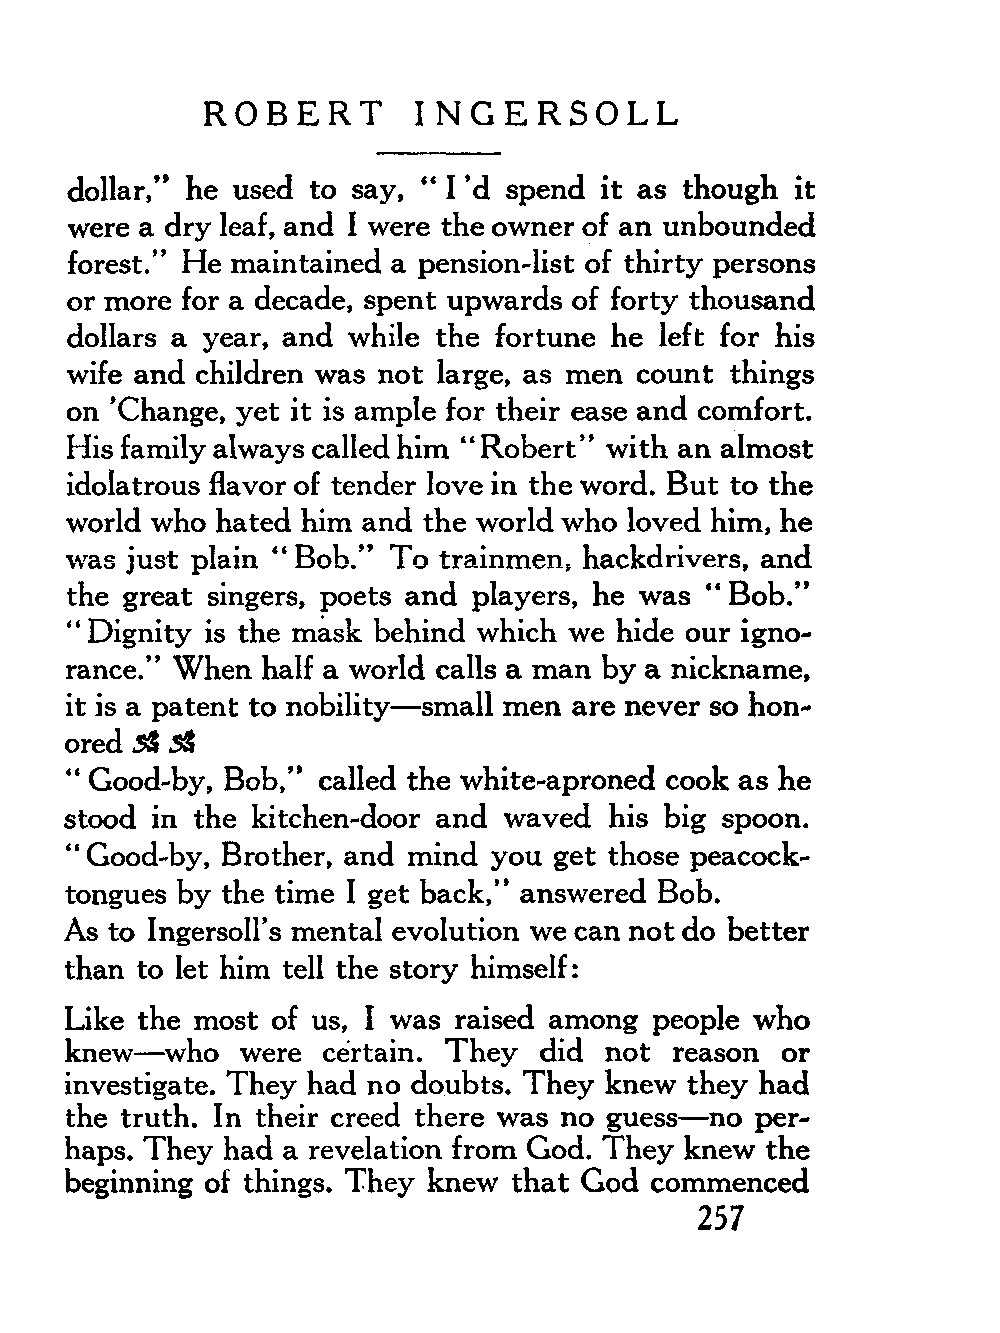 ROBERT INGERSOLL
dollar," he used to say, "I 'd spend it as though it
were a dry leaf, and I were the owner of an unbounded
forest." He maintained a pension-list of thirty persons
or more for a decade, spent upwards of forty thousand
dollars a year, and while the fortune he left for his
wife and children was not large, as men count things
on 'Change, yet it is ample for their ease and comfort.
His family always called him "Robert" with an almost
idolatrous flavor of tender love in the word. But to the
world who hated him and the world who loved him, he
was just plain "Bob." To trainmen, hackdrivers, and
the great singers, poets and players, he was "Bob."
"Dignity is the mask behind which we hide our igno-
rance." When half a world calls a man by a nickname,
it is a patent to nobility—small men are never so hon-
ored
"Good-by, Bob," called the white-aproned cook as he
stood in the kitchen-door and waved his big spoon.
"Good-by, Brother, and mind you get those peacock-
tongues by the time I get back," answered Bob.
As to Ingersoll's mental evolution we can not do better
than to let him tell the story himself:
Like the most of us, I was raised among people who
knew—who were certain. They did not reason or
investigate. They had no doubts. They knew they had
the truth. In their creed there was no guess—no per-
haps. They had a revelation from God. They knew the
beginning of things. They knew that God commenced
257